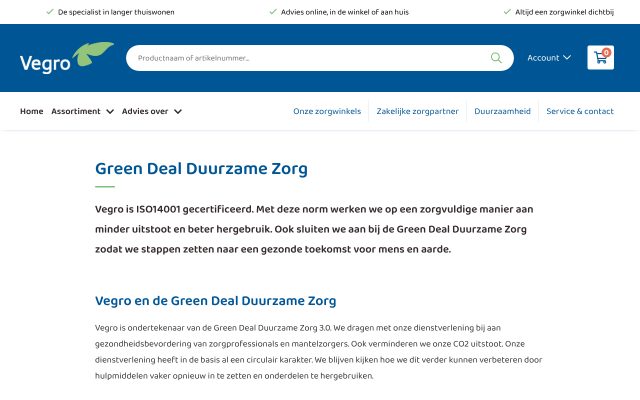 De specialist in langer thuiswonen
Advies online, in de winkel of aan huis
Altijd een zorgwinkel dichtbij
Vegro
Productnaam of artikelnummer...
Account
0
Home
Assortiment
Advies over
Onze zorgwinkels
Zakelijke zorgpartner
Duurzaamheid
Service & contact
Green Deal Duurzame Zorg
Vegro is ISO14001 gecertificeerd. Met deze norm werken we op een zorgvuldige manier aan
minder uitstoot en beter hergebruik. Ook sluiten we aan bij de Green Deal Duurzame Zorg
zodat we stappen zetten naar een gezonde toekomst voor mens en aarde.
Vegro en de Green Deal Duurzame Zorg
Vegro is ondertekenaar van de Green Deal Duurzame Zorg 3.0. We dragen met onze dienstverlening bij aan
gezondheidsbevordering van zorgprofessionals en mantelzorgers. Ook verminderen we onze CO2 uitstoot. Onze
dienstverlening heeft in de basis al een circulair karakter. We blijven kijken hoe we dit verder kunnen verbeteren door
hulpmiddelen vaker opnieuw in te zetten en onderdelen te hergebruiken.